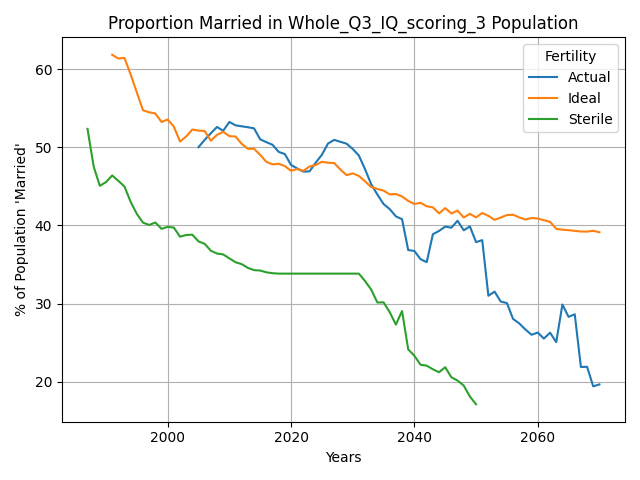 Proportion Married in Whole_Q3_IQ_scoring_3 Population
% of Population 'Married'
60
50
40
30
20
Fertility
Actual
Ideal
Sterile
2000
2020
2040
2060
Years